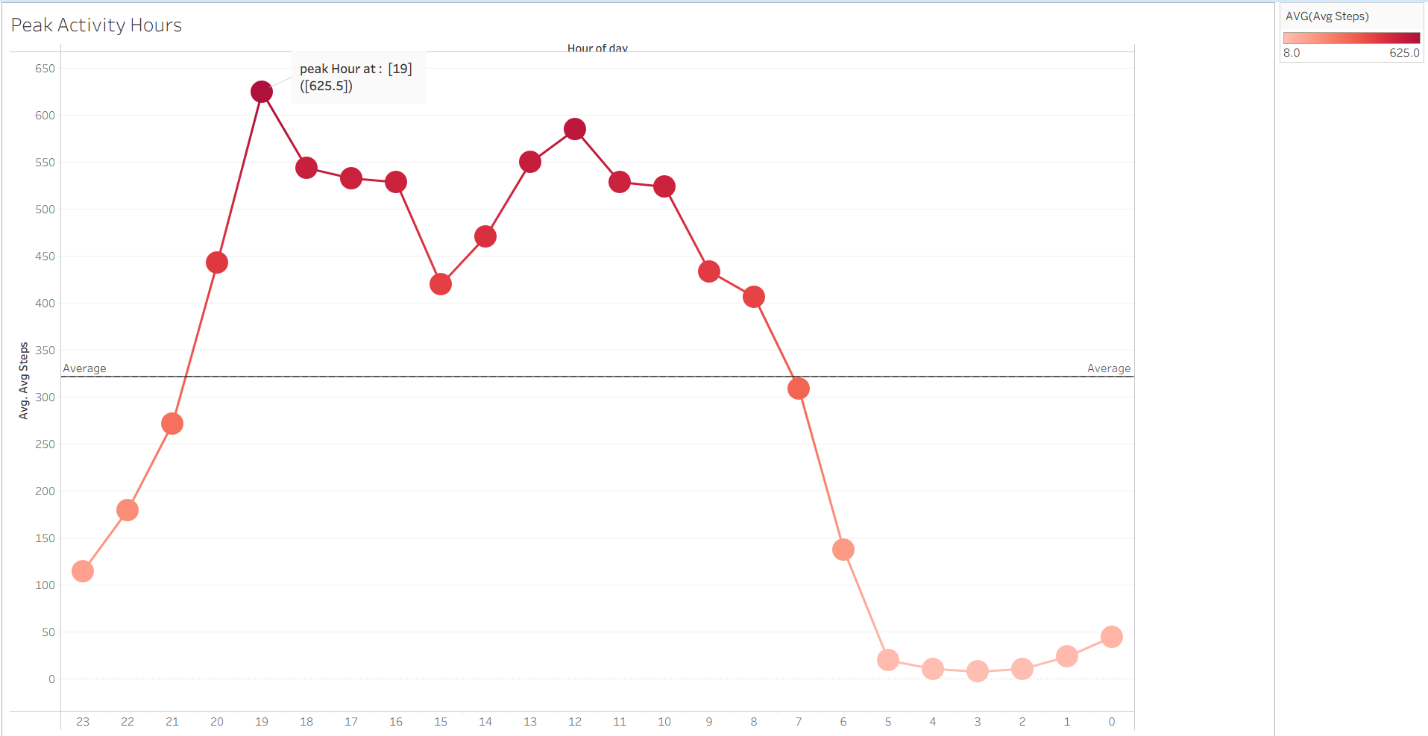 Peak Activity Hours
Hour of day
peak Hour at : [19]
([625.5])
650
600
550
500
450
400
350
300
250
200
150
100
50
0
Avg. Avg Steps
Average
Average
23 22 21 20 19 18 17 16 15 14 13 12 11 10 9 8 7 6 5 4 3 2 1 0
AVG(Avg Steps)
8.0 625.0